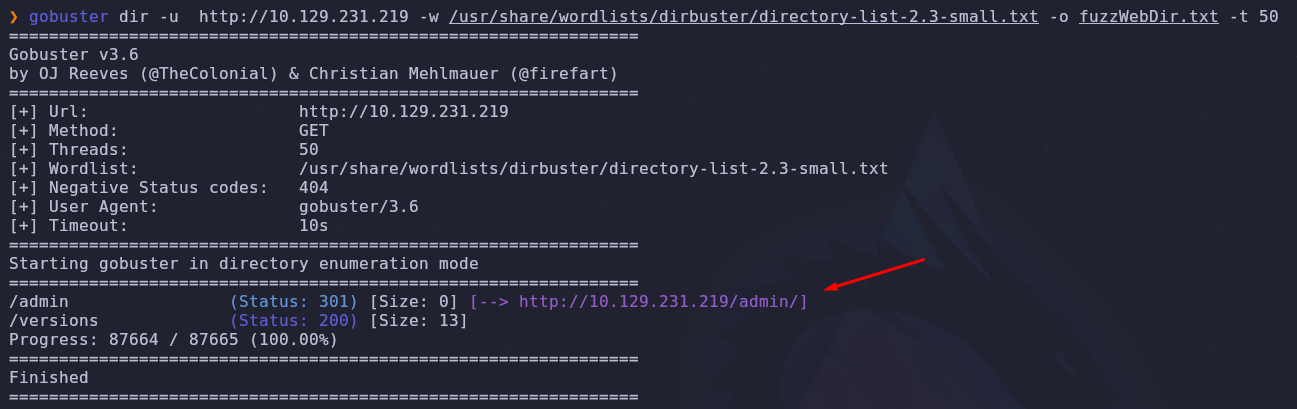 ❯ gobuster dir -u  http://10.129.231.219 -w /usr/share/wordlists/dirbuster/directory-list-2.3-small.txt -o fuzzWebDir.txt -t 50
===============================================================
Gobuster v3.6
by OJ Reeves (@TheColonial) & Christian Mehlmauer (@firefart)
===============================================================
[+] Url:                     http://10.129.231.219
[+] Method:                  GET
[+] Threads:                 50
[+] Wordlist:                /usr/share/wordlists/dirbuster/directory-list-2.3-small.txt
[+] Negative Status codes:   404
[+] User Agent:              gobuster/3.6
[+] Timeout:                 10s
===============================================================
Starting gobuster in directory enumeration mode
===============================================================
/admin                (Status: 301) [Size: 0] [--> http://10.129.231.219/admin/]
/versions             (Status: 200) [Size: 13]
Progress: 87664 / 87665 (100.00%)
===============================================================
Finished
===============================================================